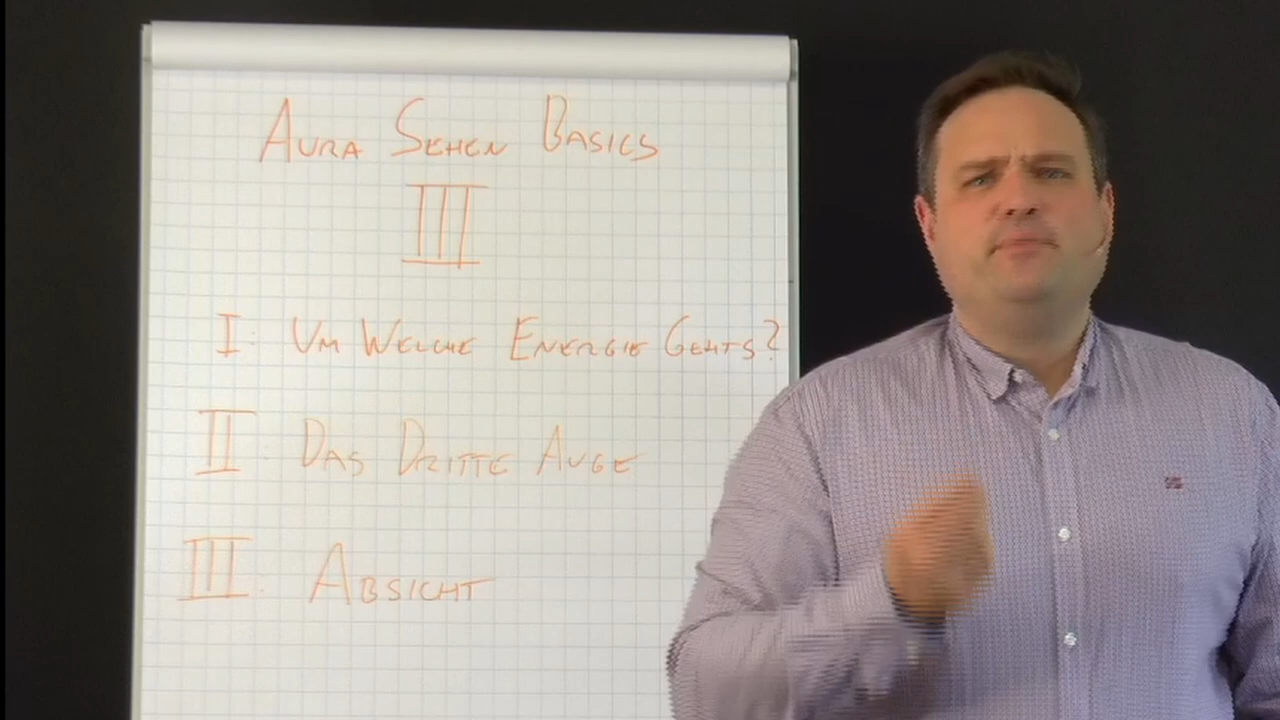 AURA SEHEN BASICS
III
I: UM WELCHE ENERGIE GEHTS?
II: DAS DRITTE AUGE
III: ABSICHT